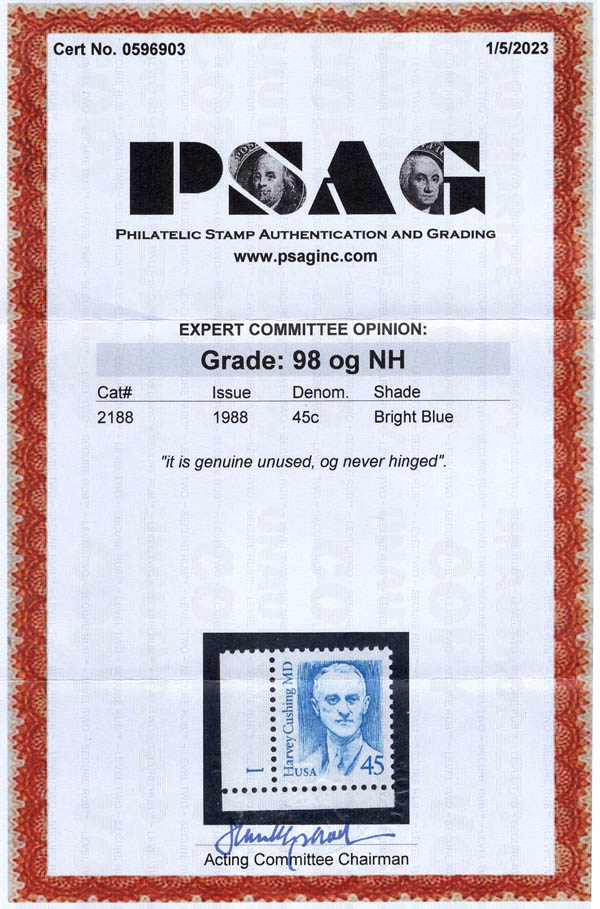 Cert No. 0596903 1/5/2023
PSAG
PHILATELIC STAMP AUTHENTICATION AND GRADING
www.psaginc.com
EXPERT COMMITTEE OPINION:
Grade: 98 og NH
Cat# Issue Denom. Shade
2188 1988 45c Bright Blue
"it is genuine unused, og never hinged".
Harvey Cushing MD
1
USA 45
Acting Committee Chairman